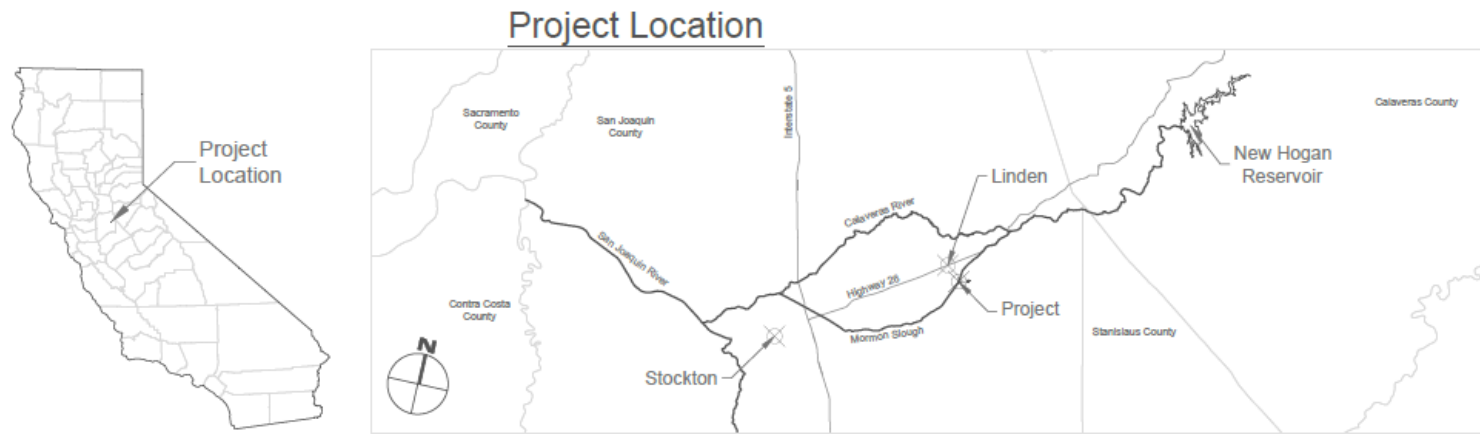 Project Location
Project
Location
Sacramento
County
San Joaquin
County
Interstate 5
Calaveras County
New Hogan
Reservoir
Linden
Calaveras River
San Joaquin River
Highway 26
Contra Costa
County
Project
Mormon Slough
Stanislaus County
Stockton
N